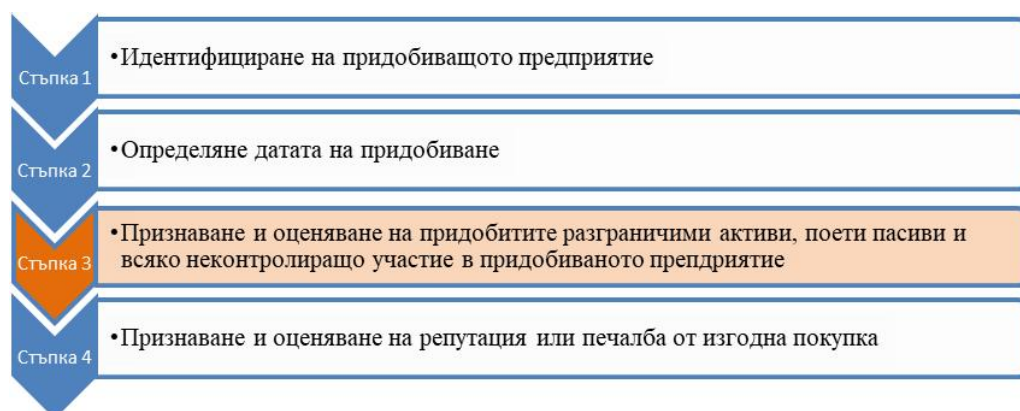 Стъпка 1
•Идентифициране на придобиващото предприятие
Стъпка 2
•Определяне датата на придобиване
Стъпка 3
•Признаване и оценяване на придобитите разграничими активи, поети пасиви и
всяко неконтролиращо участие в придобиваното препдриятие
Стъпка 4
•Признаване и оценяване на репутация или печалба от изгодна покупка